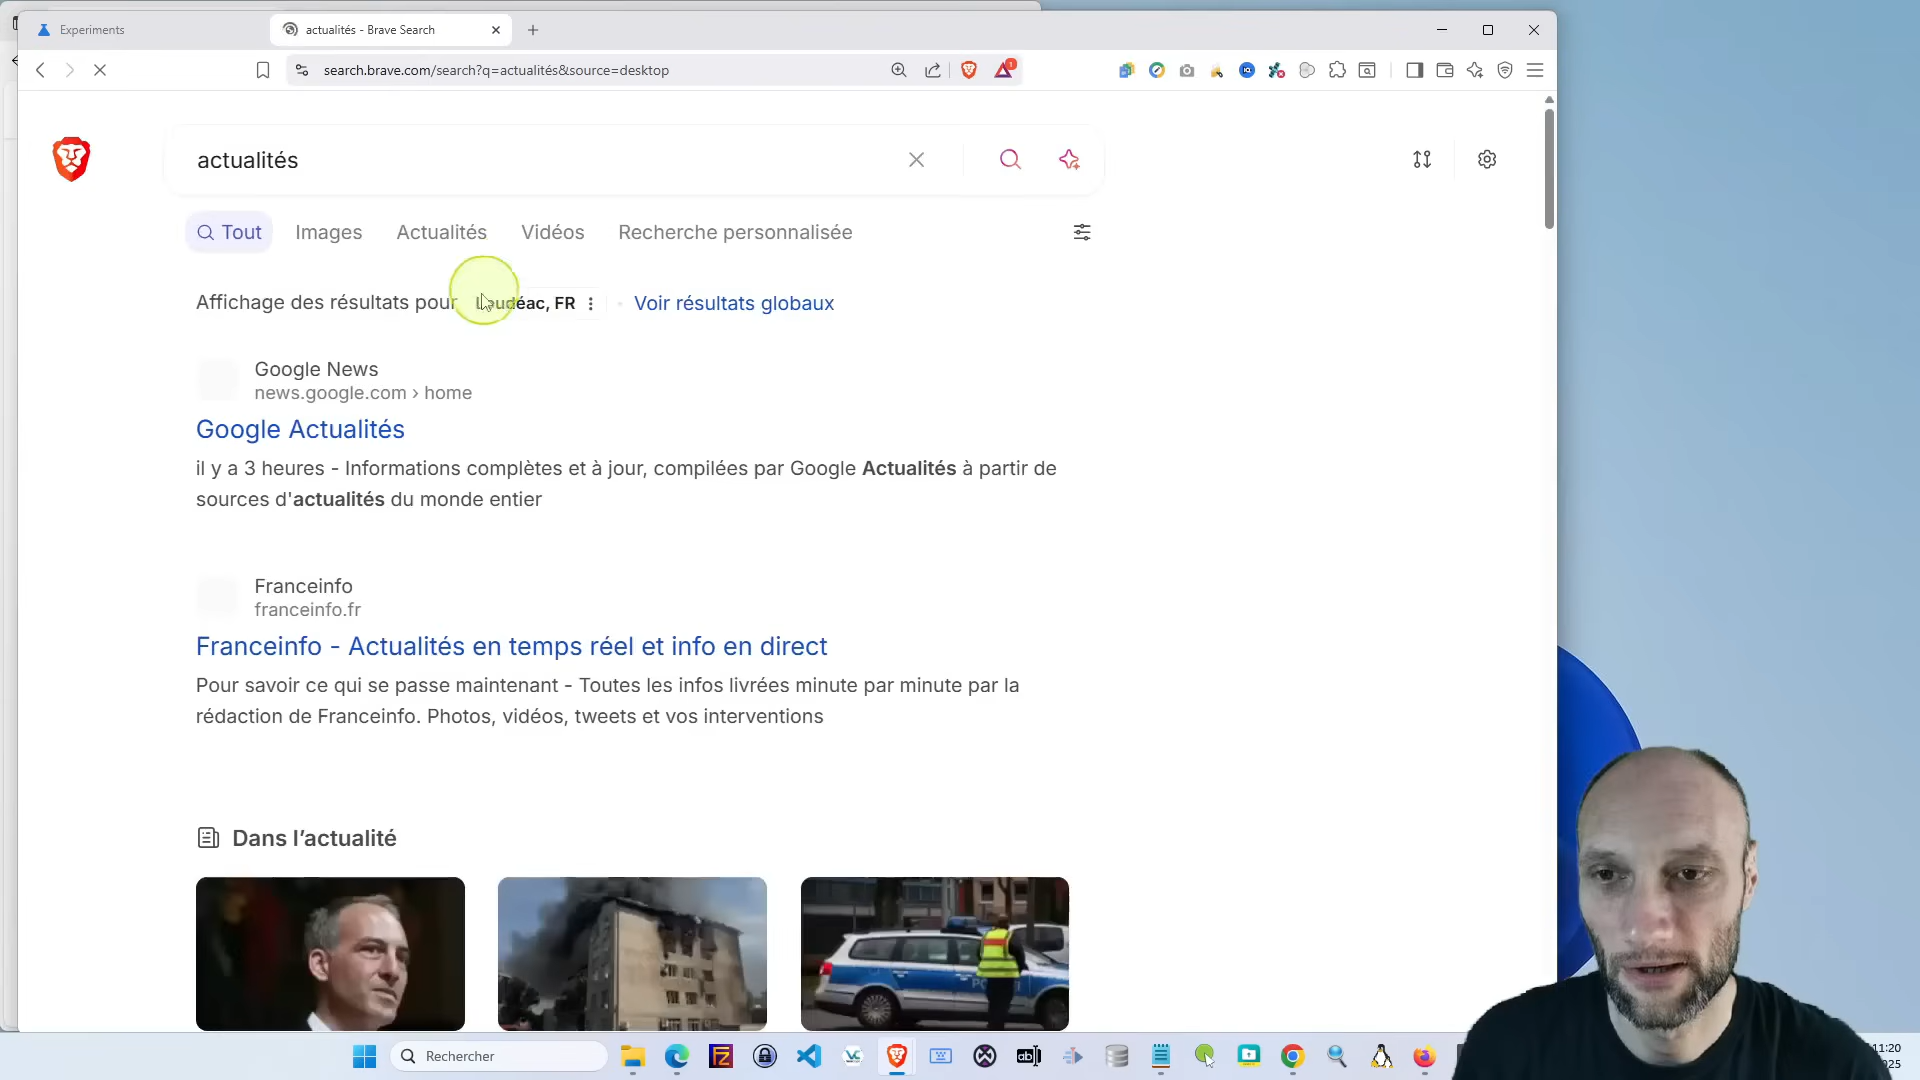 Experiments
actualités - Brave Search
search.brave.com/search?q=actualités&source=desktop
1
actualités
Tout
Images
Actualités
Vidéos
Recherche personnalisée
Affichage des résultats pour
Loudéac, FR
Voir résultats globaux
Google News
news.google.com › home
Google Actualités
il y a 3 heures - Informations complètes et à jour, compilées par Google Actualités à partir de
sources d'actualités du monde entier
Franceinfo
franceinfo.fr
Franceinfo - Actualités en temps réel et info en direct
Pour savoir ce qui se passe maintenant - Toutes les infos livrées minute par minute par la
rédaction de Franceinfo. Photos, vidéos, tweets et vos interventions
Dans l’actualité
Rechercher
11:20